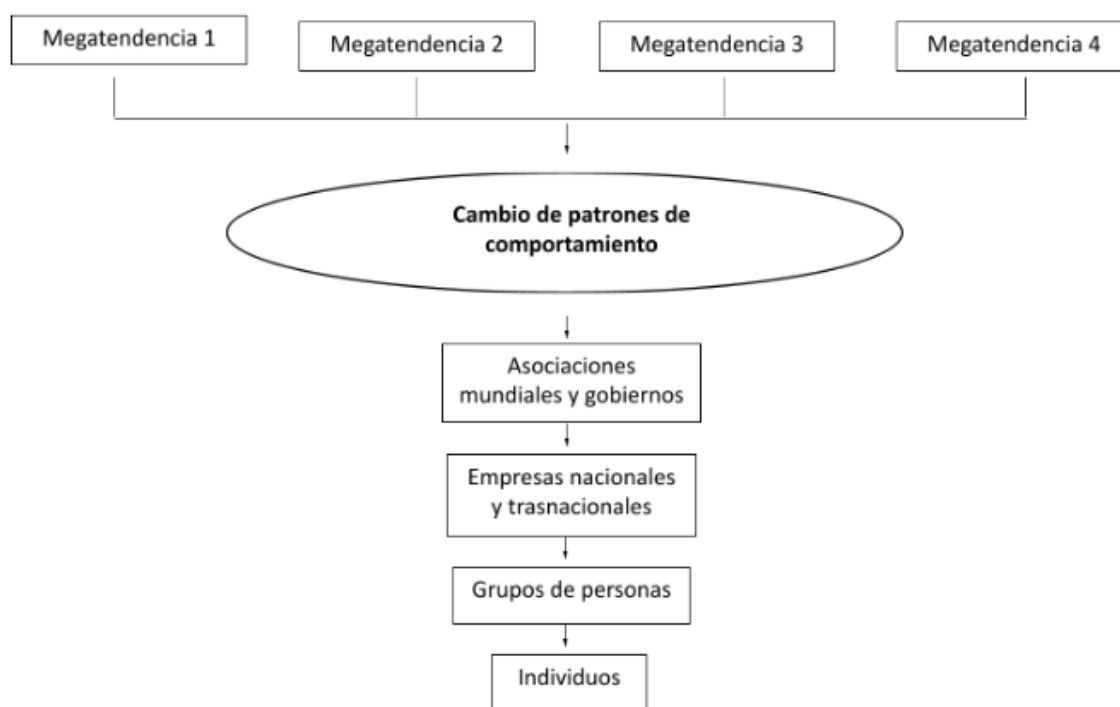 Megatendencia 1
Megatendencia 2
Megatendencia 3
Megatendencia 4
Cambio de patrones de
comportamiento
Asociaciones
mundiales y gobiernos
Empresas nacionales
y trasnacionales
Grupos de personas
Individuos